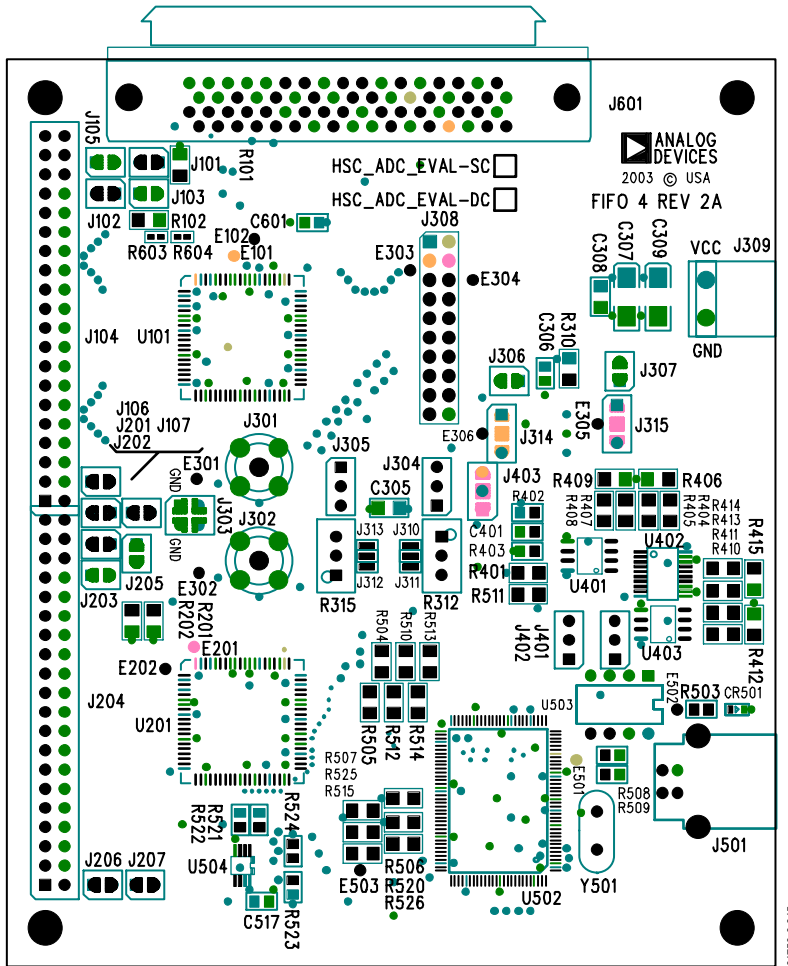 J601
J105
J101
R101
HSC_ADC_EVAL-SC
ANALOG
DEVICES
2003 © USA
FIFO 4 REV 2A
J103
HSC_ADC_EVAL-DC
J102
R102
C601
J308
R603
R604
E102
E101
E303
E304
C308
C307
C309
VCC
J309
GND
J104
U101
C306
R310
J306
J307
J106
J201
J107
J202
J301
E305
J315
J314
E306
E301
GND
J305
J304
J403
R409
R406
C305
R402
R408
R407
R405
R404
R414
R413
R411
R410
J303
J302
GND
J313
J310
C401
R403
U402
R415
J205
J203
E302
J312
J311
R401
U401
R315
R312
R511
R202
R201
R504
R510
R513
J402
J401
U403
R412
E201
E202
E502
U503
R503
CR501
J204
U201
R505
R512
R514
R507
R525
R515
E501
R508
R509
J501
R522
R521
R524
U504
R506
R520
R526
E503
U502
Y501
J206
J207
C517
R523